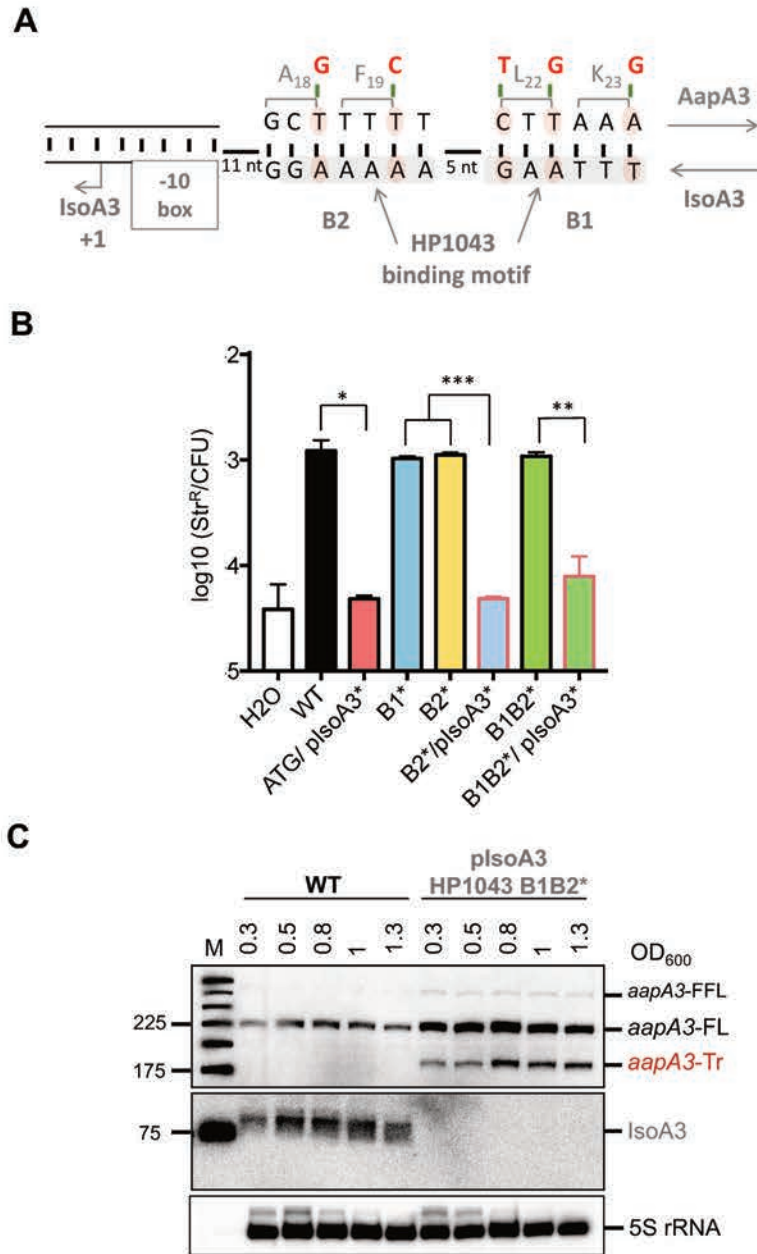 A
G C T G G
A18 F19 L22 K23
G C T T T T T C T T A A A AapA3
11 nt 5 nt
G G A A A A A G A A T T T
-10 box
IsoA3 +1
B2 HP1043 binding motif B1
IsoA3
B
-2
-3
-4
-5
log10 (StrR/CFU)
* *** **
H2O WT ATG/ pIsoA3* B1* B2* B2*/pIsoA3* B1B2* B1B2*/ pIsoA3*
C
pIsoA3
WT HP1043 B1B2*
M 0.3 0.5 0.8 1 1.3 0.3 0.5 0.8 1 1.3 OD600
aapA3-FFL
225 aapA3-FL
175 aapA3-Tr
75 IsoA3
5S rRNA